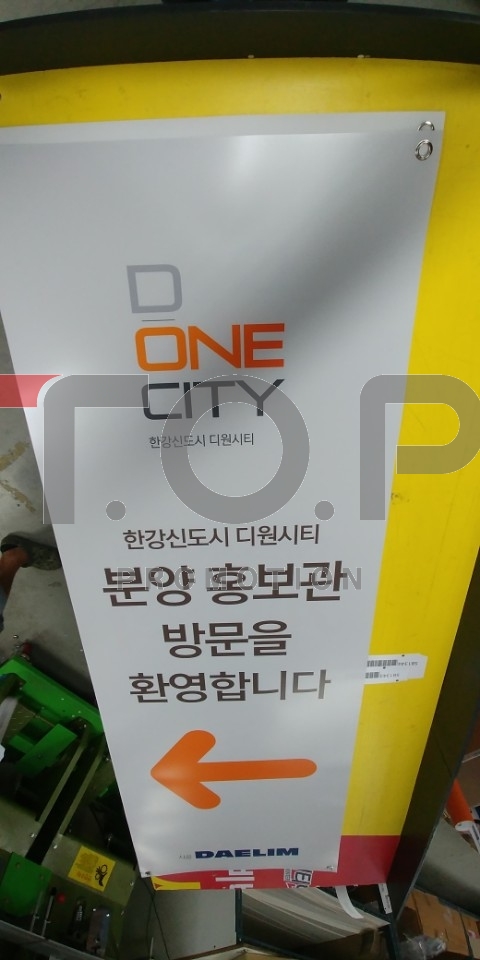 D
ONE
CITY
한강신도시 디원시티
T.O.P
PROMOTION
한강신도시 디원시티
분양 홍보관
방문을
환영합니다
DAELIM